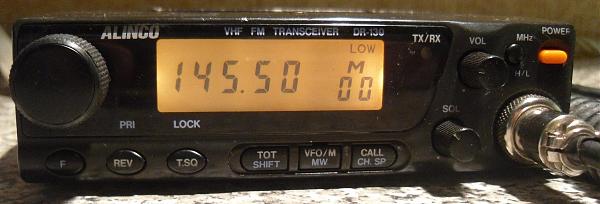 ALINCO VHF FM TRANSCEIVER DR-130
TX/RX VOL MHz POWER
LOW
145.50 M
00
H/L
SQL
PRI LOCK
F REV T.SQ TOT SHIFT VFO/M MW CALL CH.SP